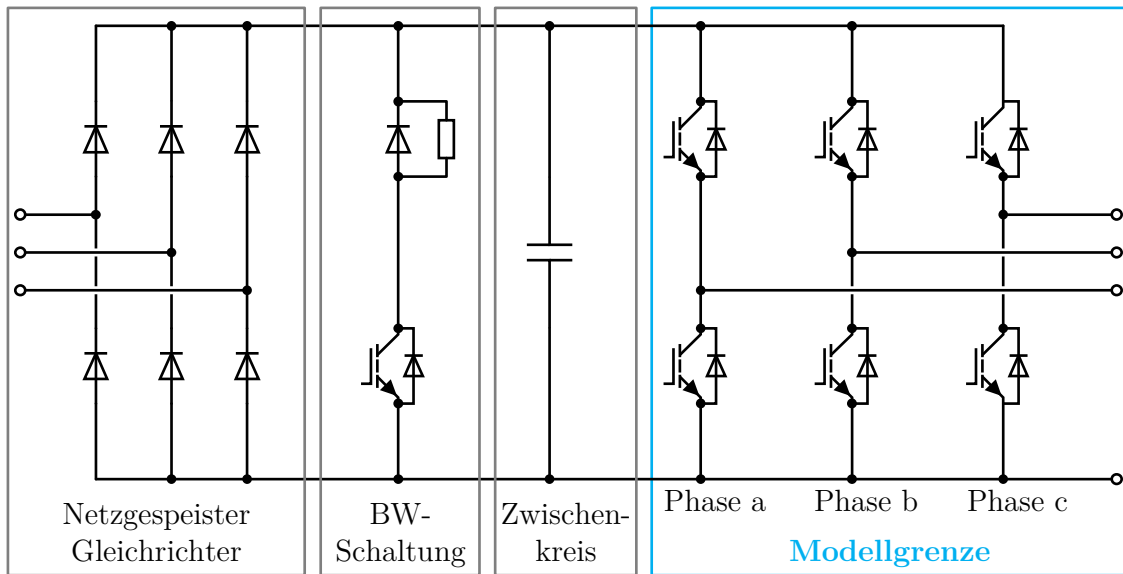 Netzgespeister
Gleichrichter
BW-
Schaltung
Zwischen-
kreis
Phase a
Phase b
Phase c
Modellgrenze